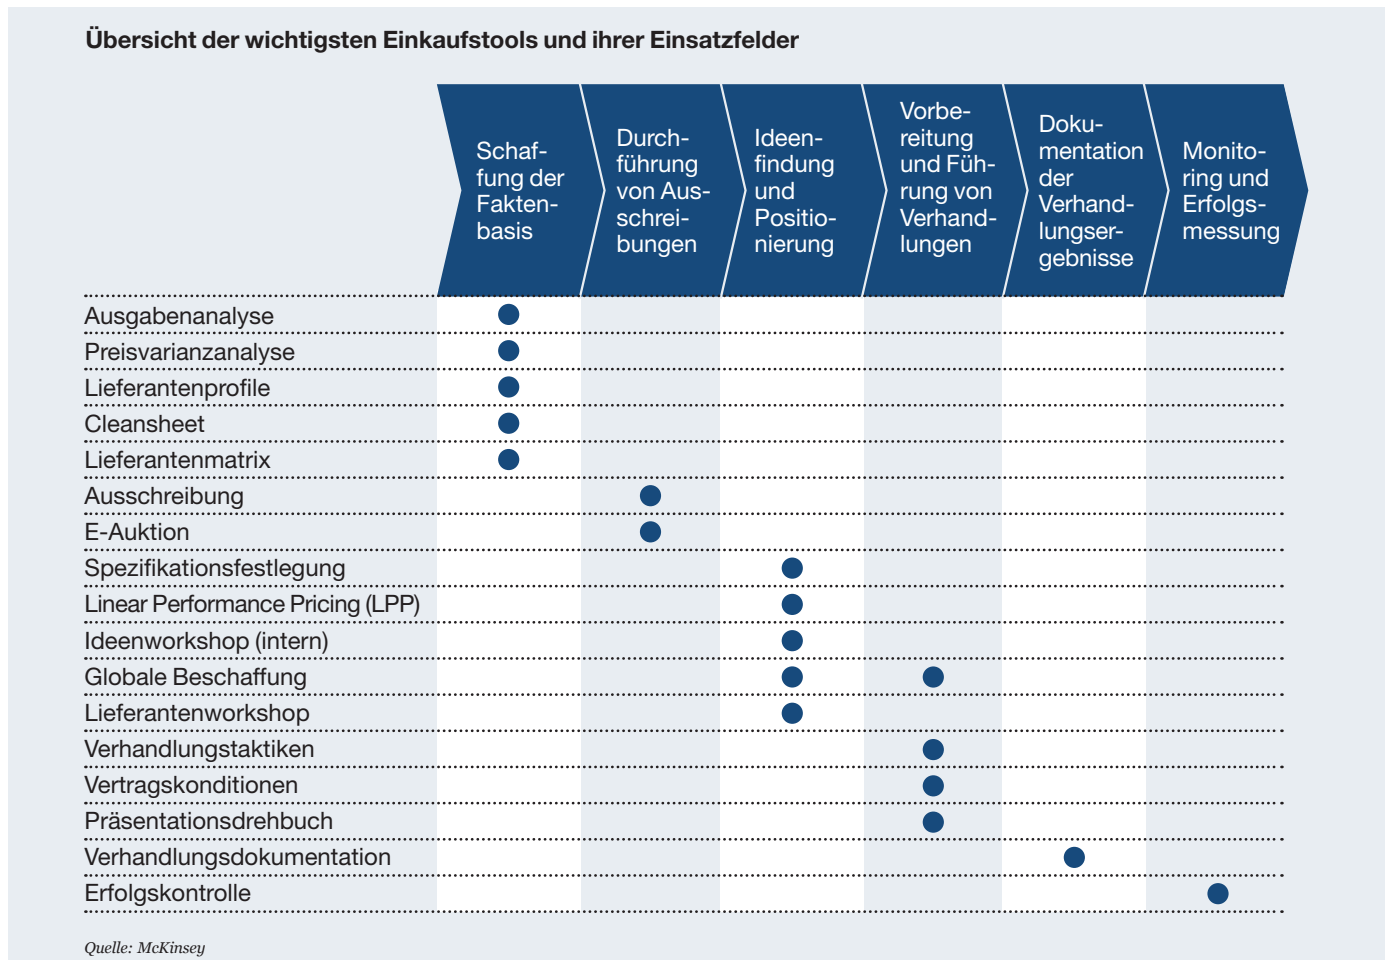 Übersicht der wichtigsten Einkaufstools und ihrer Einsatzfelder
Schaf-
fung der
Fakten-
basis
Durch-
führung
von Aus-
schrei-
bungen
Ideen-
findung
und
Positio-
nierung
Vorbe-
reitung
und Füh-
rung von
Verhand-
lungen
Doku-
mentation
der
Verhand-
lungser-
gebnisse
Monito-
ring und
Erfolgs-
messung
Ausgabenanalyse
Preisvarianzanalyse
Lieferantenprofile
Cleansheet
Lieferantenmatrix
Ausschreibung
E-Auktion
Spezifikationsfestlegung
Linear Performance Pricing (LPP)
Ideenworkshop (intern)
Globale Beschaffung
Lieferantenworkshop
Verhandlungstaktiken
Vertragskonditionen
Präsentationsdrehbuch
Verhandlungsdokumentation
Erfolgskontrolle
Quelle: McKinsey